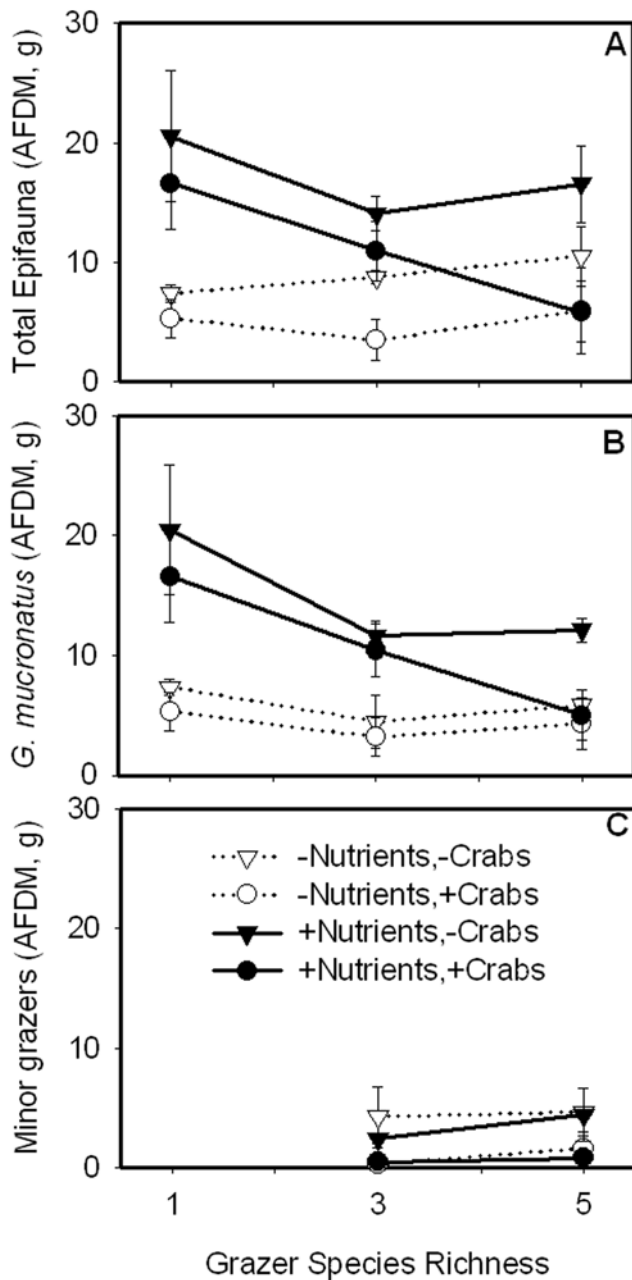 30
A
20
10
0
Total Epifauna (AFDM, g)
30
B
20
10
0
G. mucronatus (AFDM, g)
30
C
-Nutrients,-Crabs
-Nutrients,+Crabs
20
+Nutrients,-Crabs
+Nutrients,+Crabs
10
0
Minor grazers (AFDM, g)
1 3 5
Grazer Species Richness